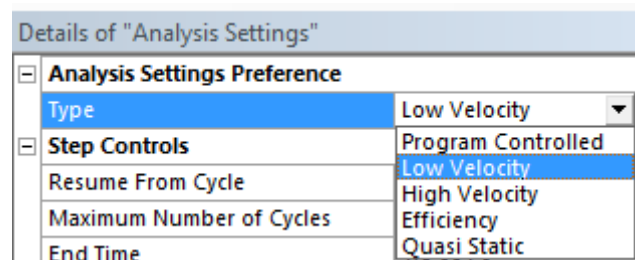 Details of "Analysis Settings"
Analysis Settings Preference
Type Low Velocity
Step Controls Program Controlled
Low Velocity
Resume From Cycle High Velocity
Maximum Number of Cycles Efficiency
End Time Quasi Static